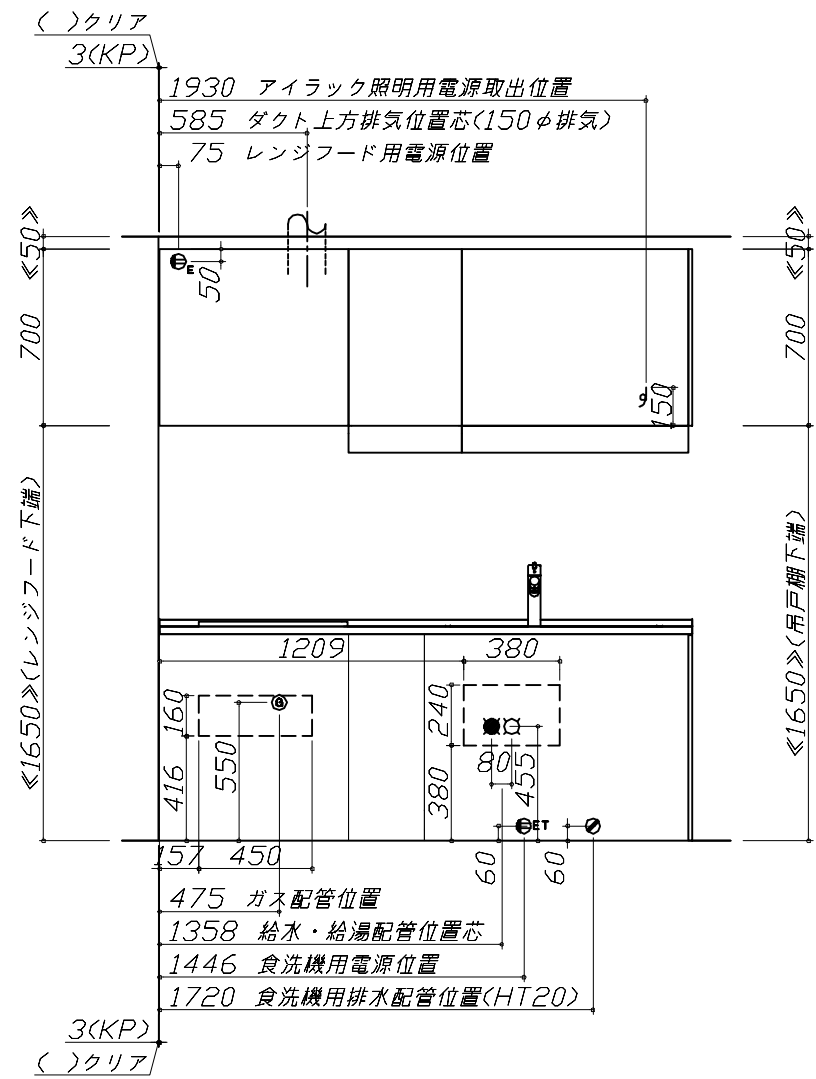 ( )クリア
3(KP)
1930 アイラック照明用電源取出位置
585 ダクト上方排気位置芯(150φ排気)
75 レンジフード用電源位置
≪50≫
≪50≫
E
50
700
700
150
≪1650≫(レンジフード下端)
≪1650≫(吊戸棚下端)
1209
380
160
G
240
550
80
455
416
380
ET
60
60
157
450
475 ガス配管位置
1358 給水・給湯配管位置芯
1446 食洗機用電源位置
1720 食洗機用排水配管位置(HT20)
3(KP)
( )クリア